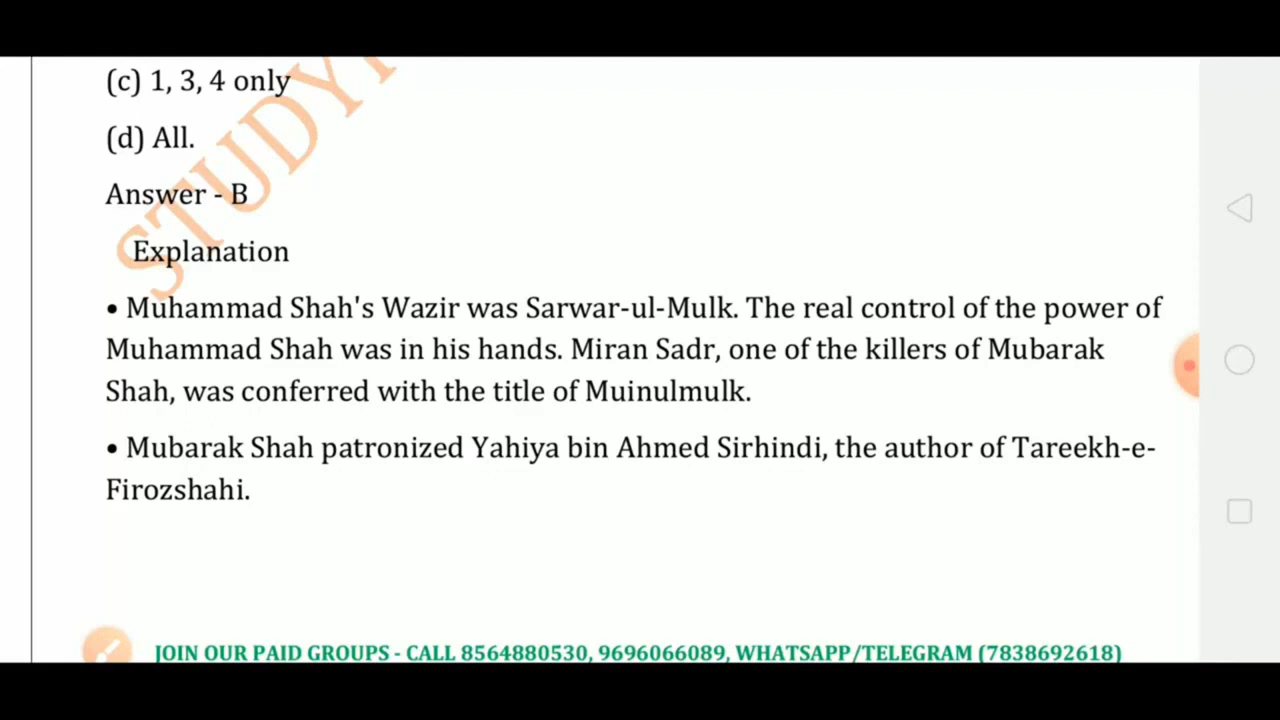 (c) 1, 3, 4 only
(d) All.
Answer - B
Explanation
• Muhammad Shah's Wazir was Sarwar-ul-Mulk. The real control of the power of
Muhammad Shah was in his hands. Miran Sadr, one of the killers of Mubarak
Shah, was conferred with the title of Muinulmulk.
• Mubarak Shah patronized Yahiya bin Ahmed Sirhindi, the author of Tareekh-e-
Firozshahi.
JOIN OUR PAID GROUPS - CALL 8564880530, 9696066089, WHATSAPP/TELEGRAM (7838692618)
STUDY